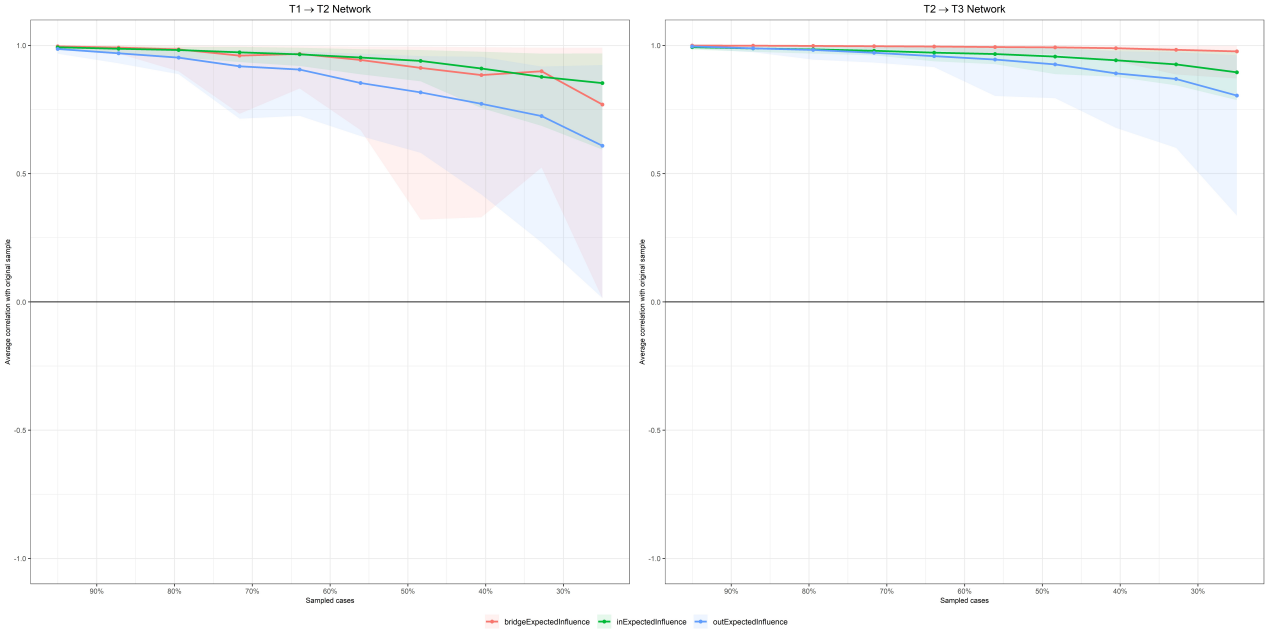 T1 → T2 Network
T2 → T3 Network
Average correlation with original sample
1.0
0.5
0.0
-0.5
-1.0
90%
80%
70%
60%
50%
40%
30%
Sampled cases
Average correlation with original sample
1.0
0.5
0.0
-0.5
-1.0
90%
80%
70%
60%
50%
40%
30%
Sampled cases
bridgeExpectedInfluence
inExpectedInfluence
outExpectedInfluence